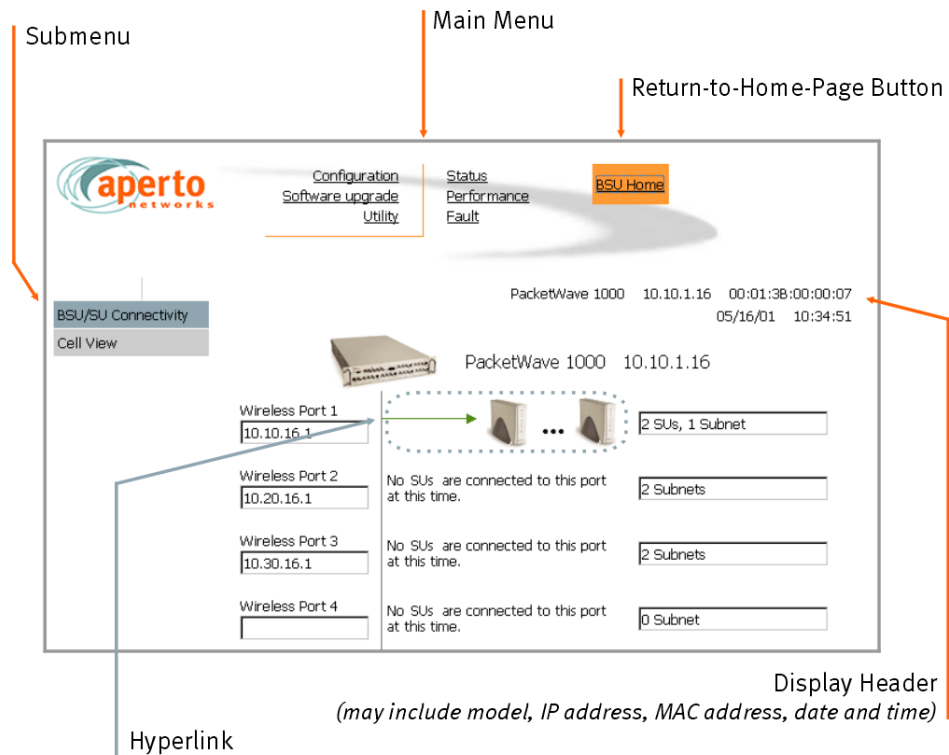 Submenu
Main Menu
Return-to-Home-Page Button
aperto
networks
Configuration
Software upgrade
Utility
Status
Performance
Fault
BSU Home
PacketWave 1000 10.10.1.16 00:01:3B:00:00:07
05/16/01 10:34:51
BSU/SU Connectivity
Cell View
PacketWave 1000 10.10.1.16
Wireless Port 1
10.10.16.1
...
2 SUs, 1 Subnet
Wireless Port 2
10.20.16.1
No SUs are connected to this port
at this time.
2 Subnets
Wireless Port 3
10.30.16.1
No SUs are connected to this port
at this time.
2 Subnets
Wireless Port 4
No SUs are connected to this port
at this time.
0 Subnet
Display Header
(may include model, IP address, MAC address, date and time)
Hyperlink